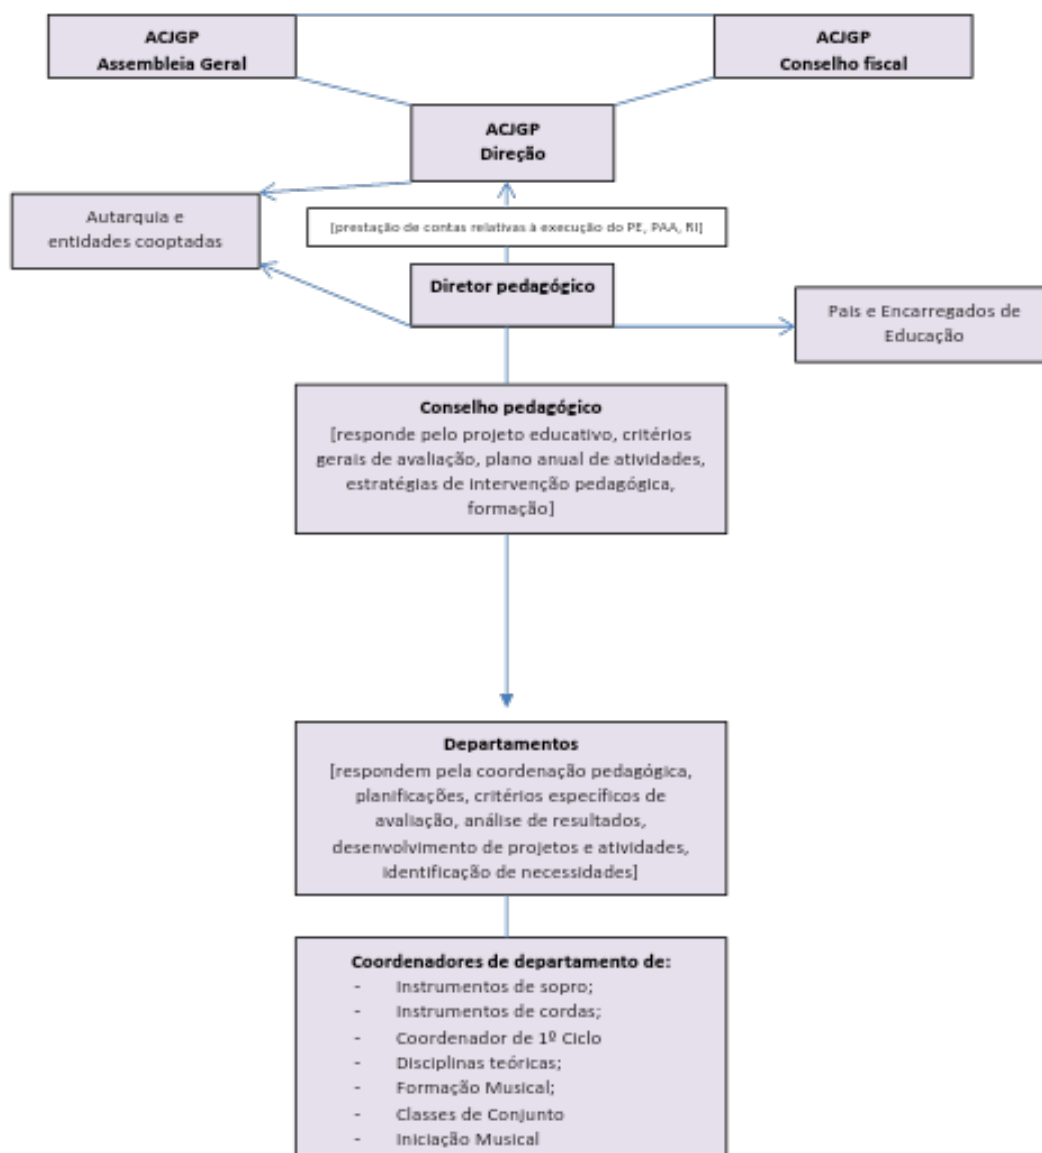 ACJGP
Assembleia Geral
ACJGP
Conselho fiscal
ACJGP
Direção
Autarquia e
entidades cooptadas
[prestação de contas relativas à execução do PE, PAA, RI]
Diretor pedagógico
Pais e Encarregados de
Educação
Conselho pedagógico
[responde pelo projeto educativo, critérios
gerais de avaliação, plano anual de atividades,
estratégias de intervenção pedagógica,
formação]
Departamentos
[respondem pela coordenação pedagógica,
planificações, critérios específicos de
avaliação, análise de resultados,
desenvolvimento de projetos e atividades,
identificação de necessidades]
Coordenadores de departamento de:
- Instrumentos de sopro;
- Instrumentos de cordas;
- Coordenador de 1º Ciclo
- Disciplinas teóricas;
- Formação Musical;
- Classes de Conjunto
- Iniciação Musical